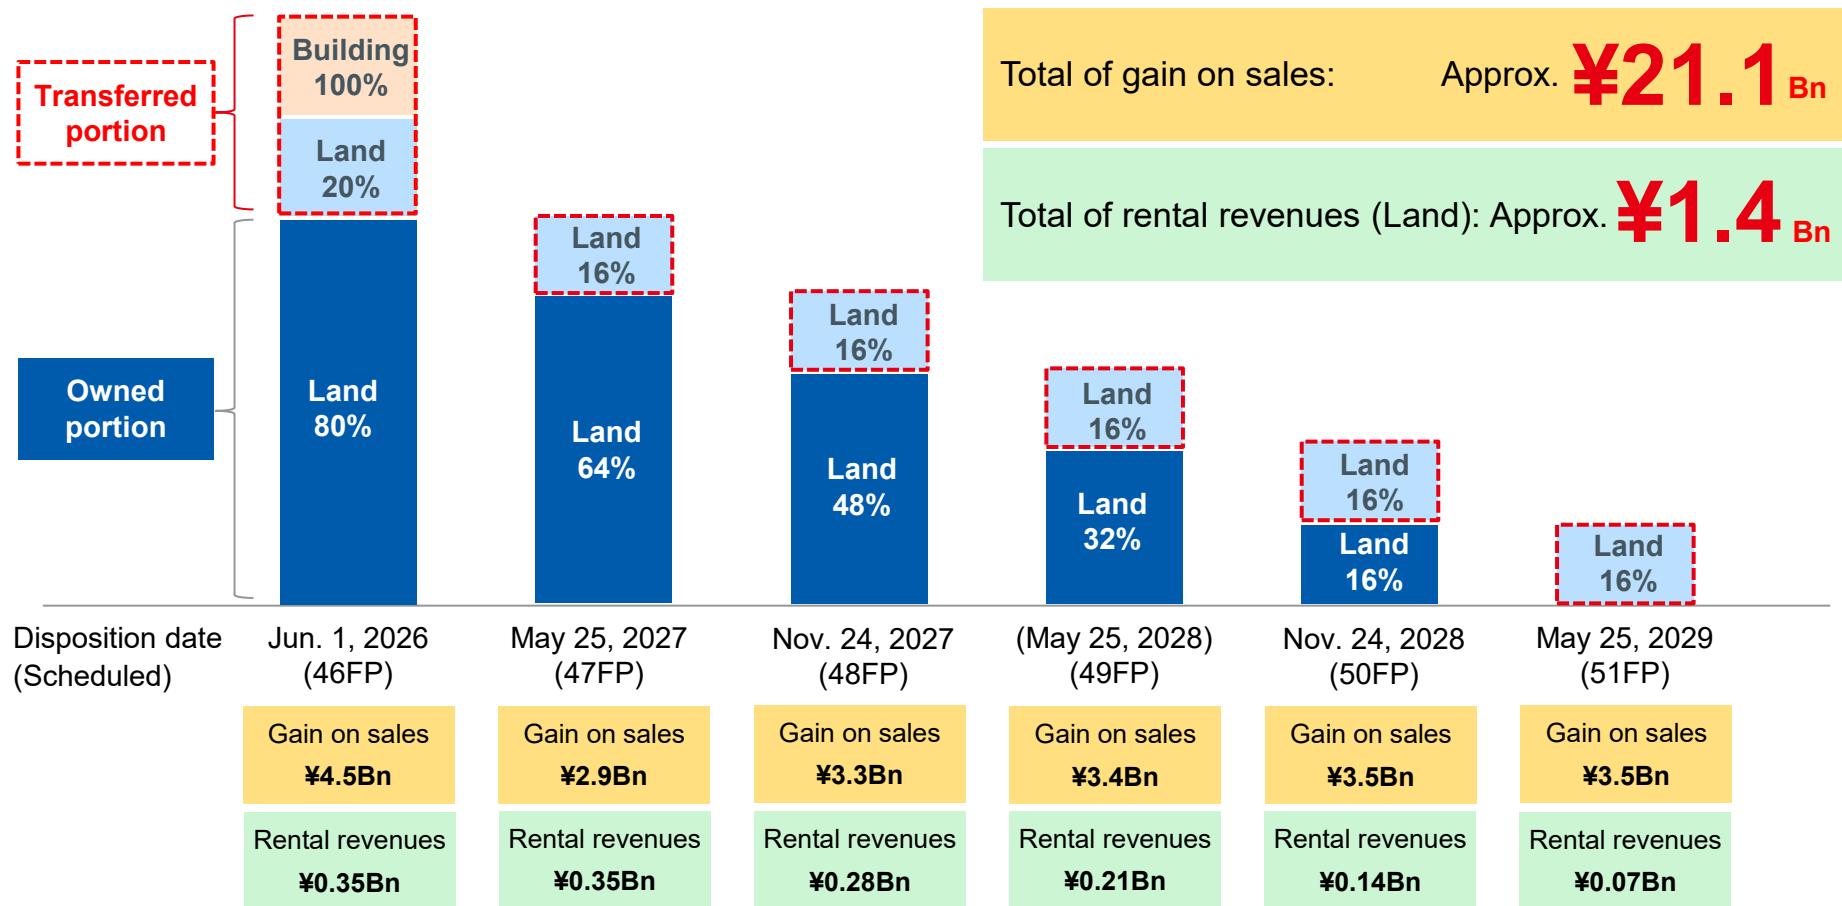 Total of gain on sales: Approx. ¥21.1 Bn
Total of rental revenues (Land): Approx. ¥1.4 Bn
Transferred
portion
Owned
portion
Building
100%
Land
20%
Land
80%
Land
16%
Land
64%
Land
16%
Land
48%
Land
16%
Land
32%
Land
16%
Land
16%
Land
16%
Disposition date
(Scheduled)
Jun. 1, 2026
(46FP)
May 25, 2027
(47FP)
Nov. 24, 2027
(48FP)
(May 25, 2028)
(49FP)
Nov. 24, 2028
(50FP)
May 25, 2029
(51FP)
Gain on sales
¥4.5Bn
Gain on sales
¥2.9Bn
Gain on sales
¥3.3Bn
Gain on sales
¥3.4Bn
Gain on sales
¥3.5Bn
Gain on sales
¥3.5Bn
Rental revenues
¥0.35Bn
Rental revenues
¥0.35Bn
Rental revenues
¥0.28Bn
Rental revenues
¥0.21Bn
Rental revenues
¥0.14Bn
Rental revenues
¥0.07Bn